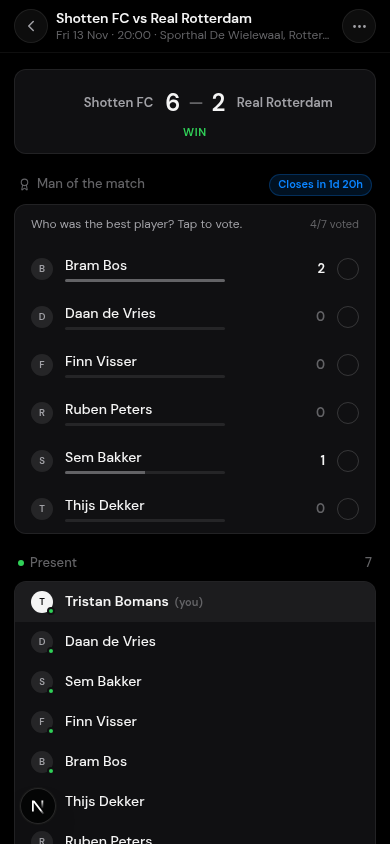 Shotten FC vs Real Rotterdam
Fri 13 Nov · 20:00 · Sporthal De Wielewaal, Rotter...
Shotten FC 6 — 2 Real Rotterdam
WIN
Man of the match Closes in 1d 20h
Who was the best player? Tap to vote. 4/7 voted
B Bram Bos 2
D Daan de Vries 0
F Finn Visser 0
R Ruben Peters 0
S Sem Bakker 1
T Thijs Dekker 0
Present 7
T Tristan Bomans (you)
D Daan de Vries
S Sem Bakker
F Finn Visser
B Bram Bos
N Thijs Dekker
R Ruben Peters